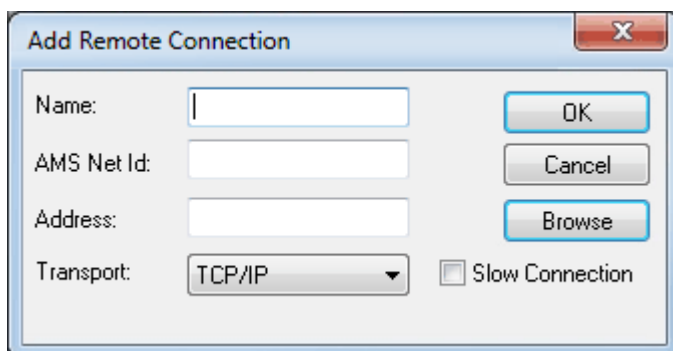 Add Remote Connection
Name:
OK
AMS Net Id:
Cancel
Address:
Browse
Transport:
TCP/IP
Slow Connection